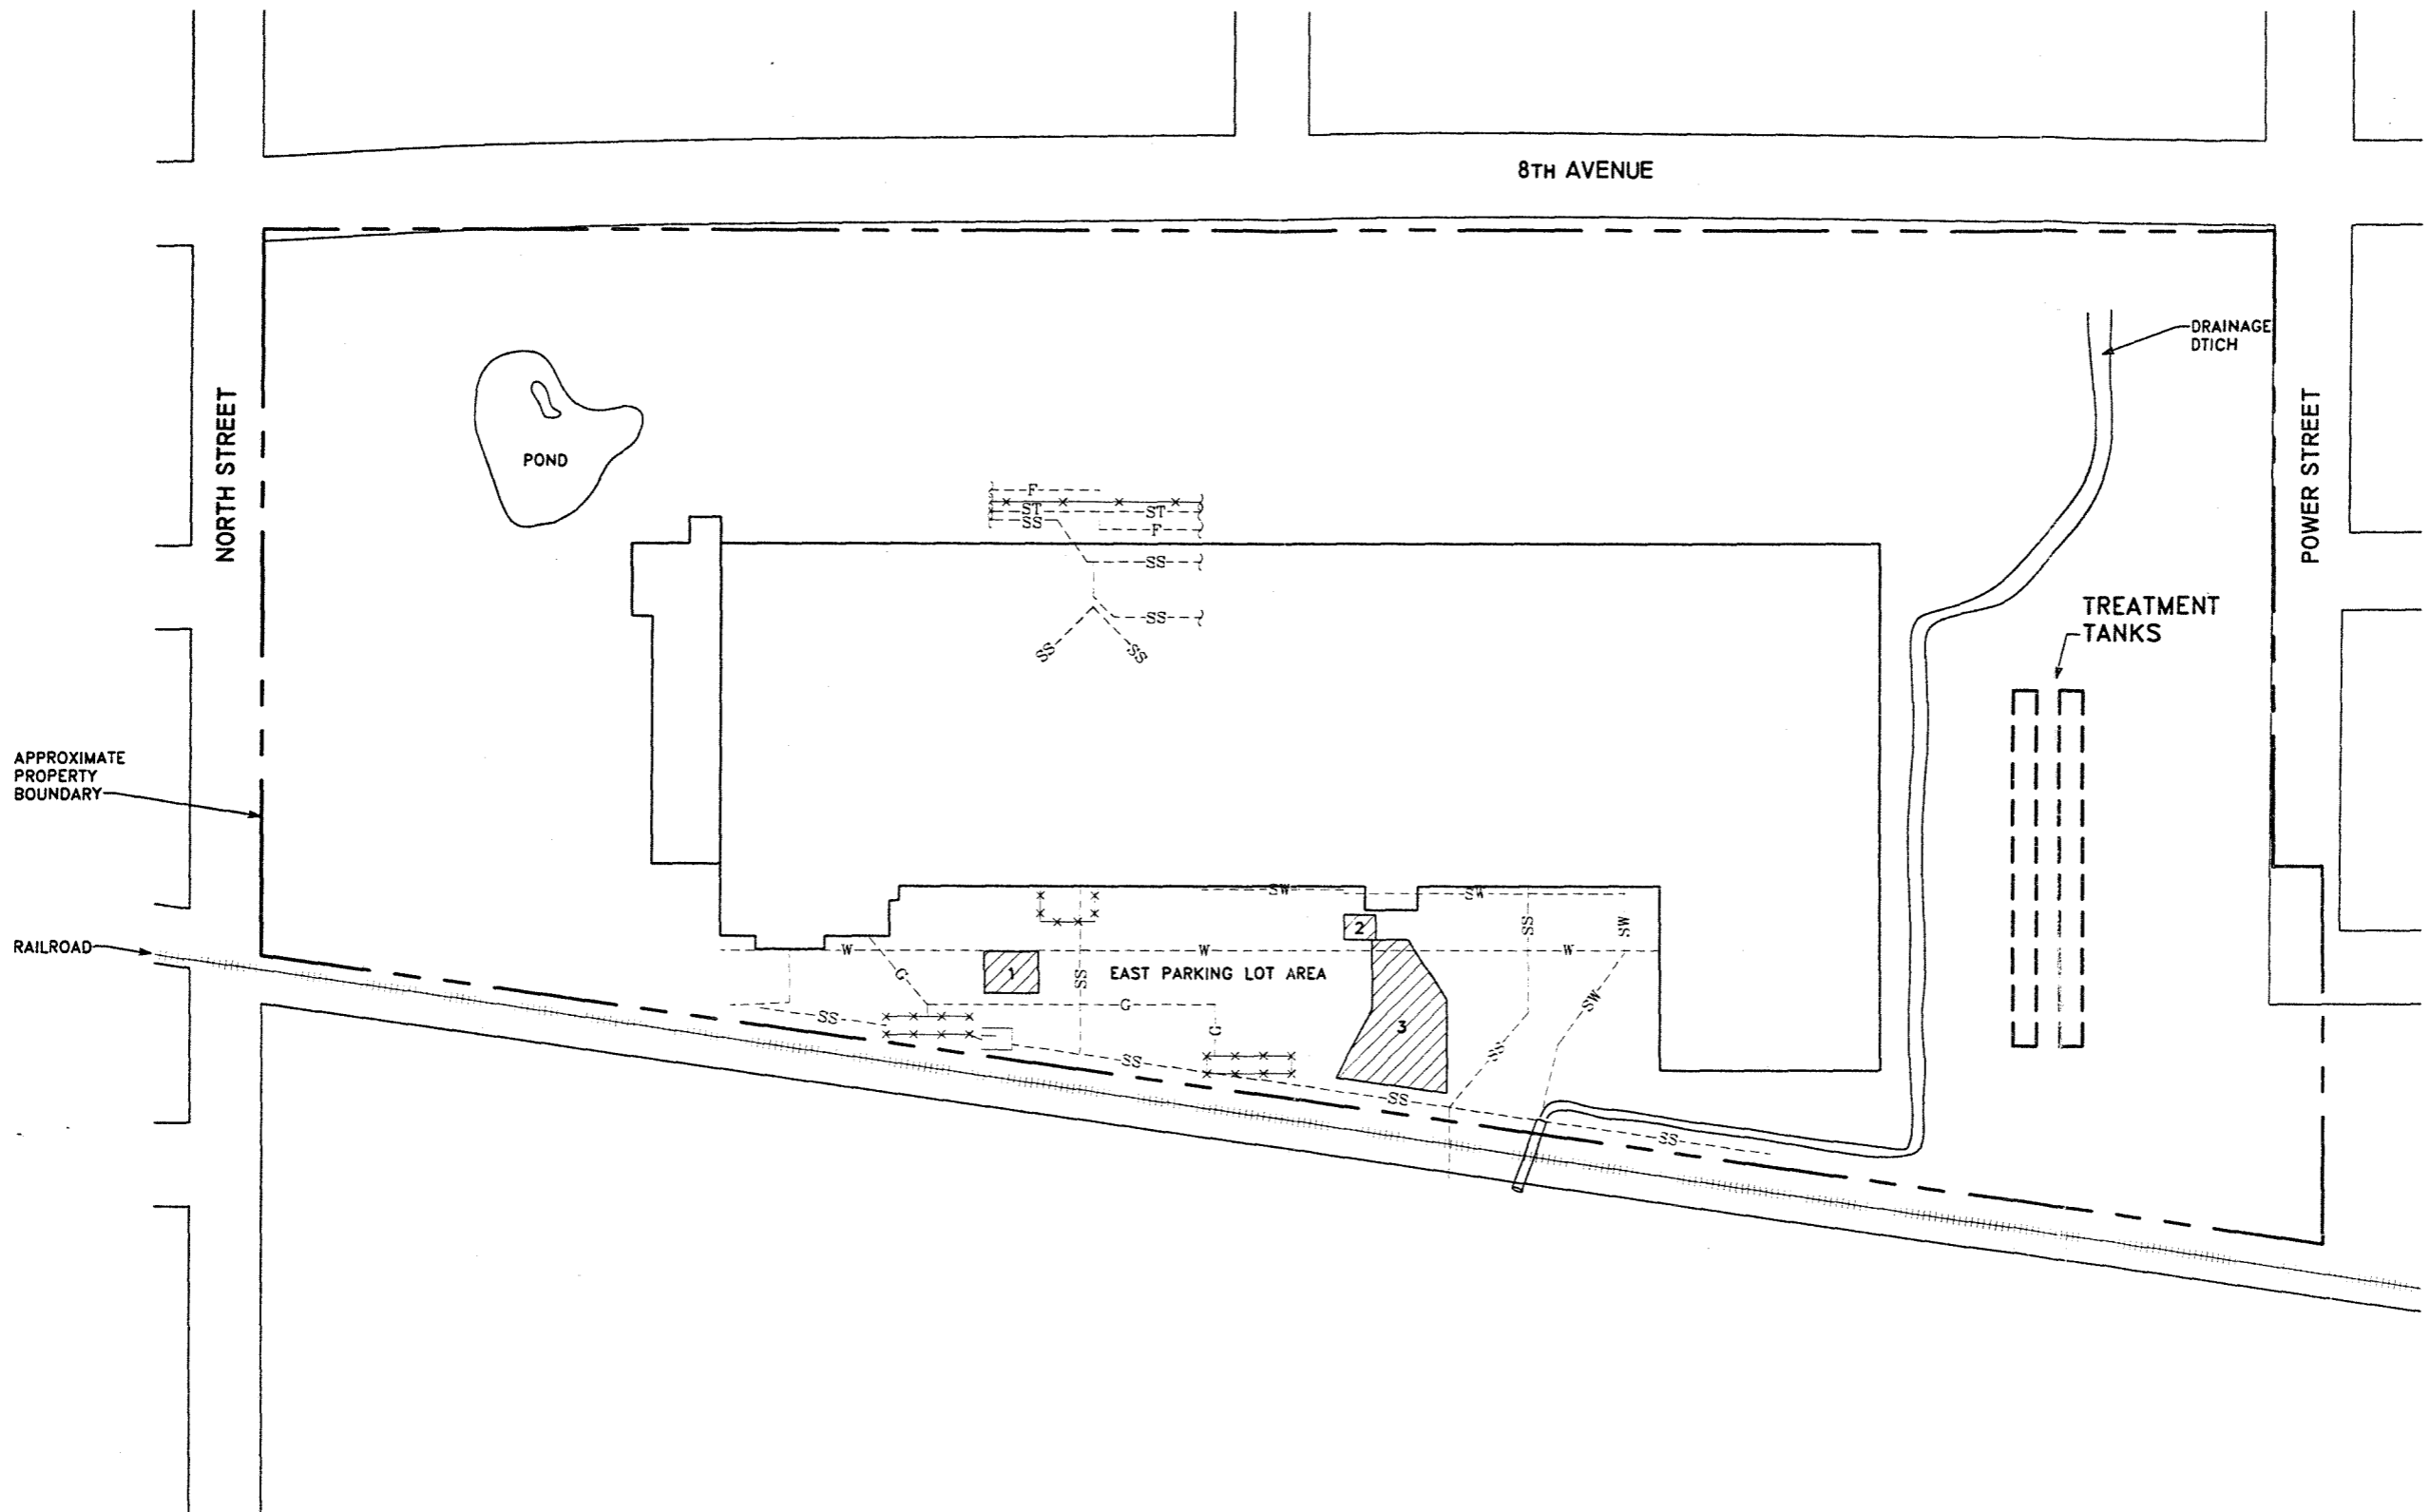 8TH AVENUE
DRAINAGE
DTICH
NORTH STREET
POWER STREET
POND
F
ST
ST
SS
F
SS
SS
SS
SS
TREATMENT
TANKS
APPROXIMATE
PROPERTY
BOUNDARY
RAILROAD
SW
SW
2
SS
SW
W
W
W
G
1
SS
EAST PARKING LOT AREA
G
SW
SS
G
3
SS
SS
SS
SS